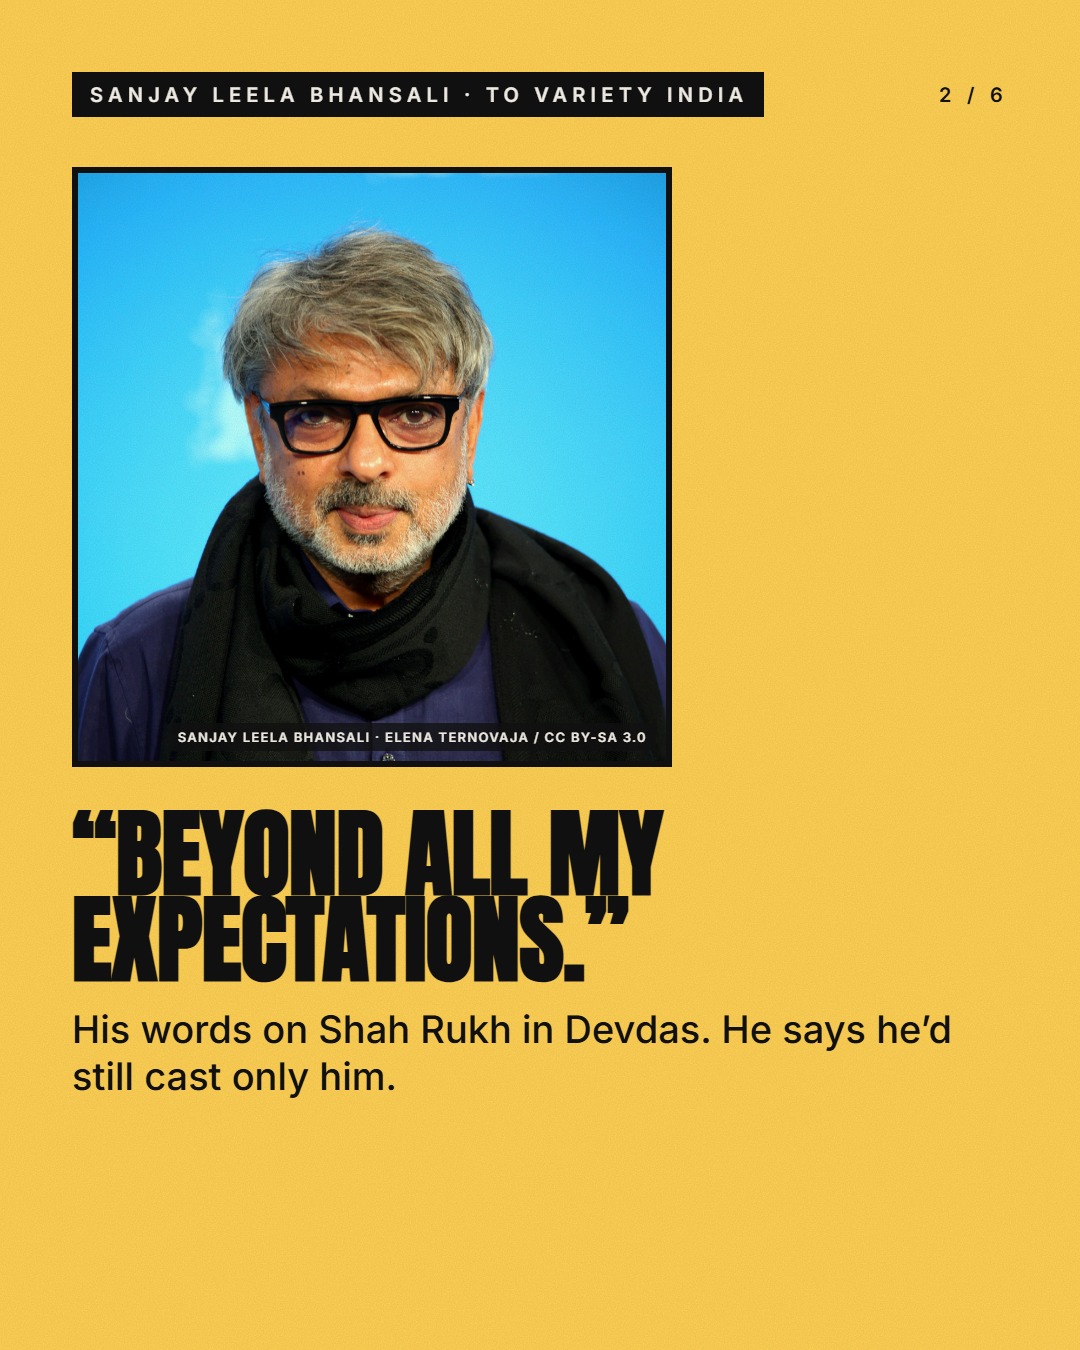 SANJAY LEELA BHANSALI · TO VARIETY INDIA
2 / 6
SANJAY LEELA BHANSALI · ELENA TERNOVAJA / CC BY-SA 3.0
“BEYOND ALL MY
EXPECTATIONS.”
His words on Shah Rukh in Devdas. He says he’d
still cast only him.